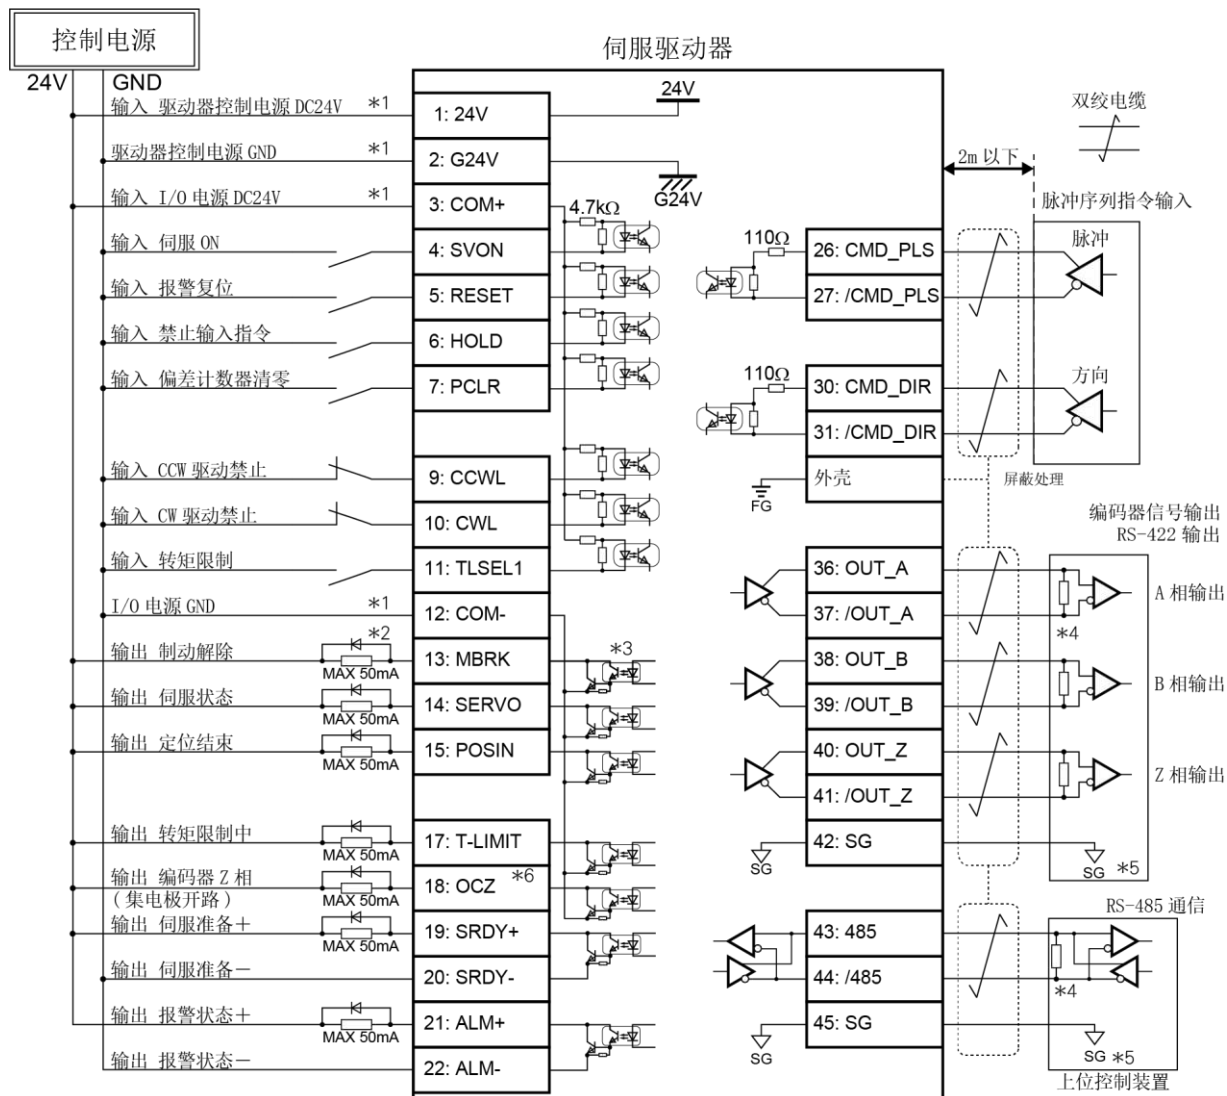 控制电源
24V
GND
伺服驱动器
输入 驱动器控制电源 DC24V *1
1: 24V
24V
驱动器控制电源 GND *1
2: G24V
G24V
输入 I/O 电源 DC24V *1
3: COM+
4.7kΩ
输入 伺服 ON
4: SVON
输入 报警复位
5: RESET
输入 禁止输入指令
6: HOLD
输入 偏差计数器清零
7: PCLR
输入 CCW 驱动禁止
9: CCWL
输入 CW 驱动禁止
10: CWL
输入 转矩限制
11: TLSEL1
I/O 电源 GND *1
12: COM-
输出 制动解除
*2
MAX 50mA
13: MBRK
*3
输出 伺服状态
MAX 50mA
14: SERVO
输出 定位结束
MAX 50mA
15: POSIN
输出 转矩限制中
MAX 50mA
17: T-LIMIT
输出 编码器 Z 相
(集电极开路)
MAX 50mA
18: OCZ *6
输出 伺服准备+
MAX 50mA
19: SRDY+
输出 伺服准备-
20: SRDY-
输出 报警状态+
MAX 50mA
21: ALM+
输出 报警状态-
22: ALM-
双绞电缆
2m 以下
脉冲序列指令输入
脉冲
110Ω
26: CMD_PLS
27: /CMD_PLS
方向
110Ω
30: CMD_DIR
31: /CMD_DIR
外壳
FG
屏蔽处理
编码器信号输出
RS-422 输出
36: OUT_A
37: /OUT_A
A 相输出
*4
38: OUT_B
39: /OUT_B
B 相输出
40: OUT_Z
41: /OUT_Z
Z 相输出
42: SG
SG
SG *5
RS-485 通信
43: 485
44: /485
*4
45: SG
SG
SG *5
上位控制装置